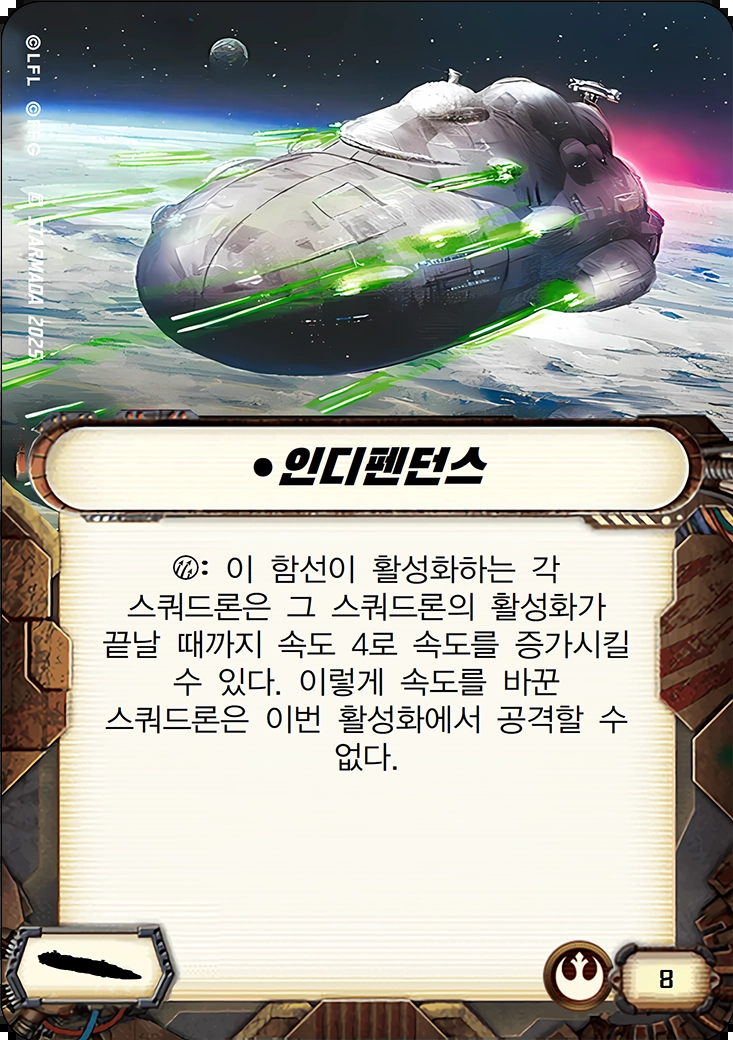 ©LFL ©FFG STARMADA 2025
•인디펜던스
: 이 함선이 활성화하는 각
스쿼드론은 그 스쿼드론의 활성화가
끝날 때까지 속도 4로 속도를 증가시킬
수 있다. 이렇게 속도를 바꾼
스쿼드론은 이번 활성화에서 공격할 수
없다.
8